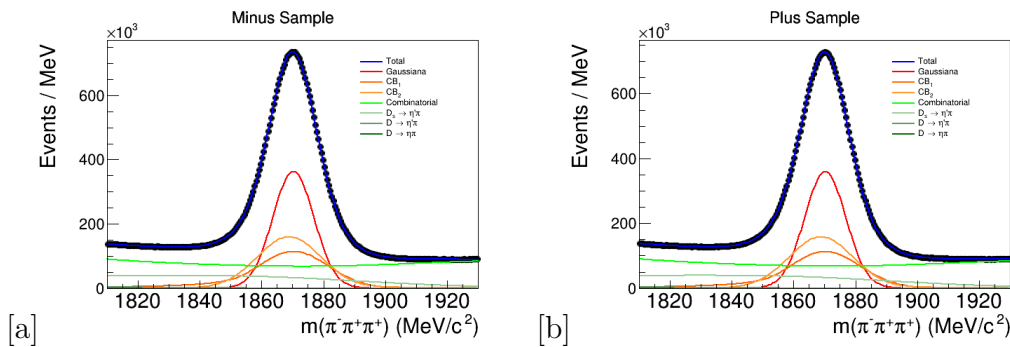 Minus Sample
×10³
Events / MeV
600
400
200
0
Total
Gaussiana
CB₁
CB₂
Combinatorial
Dₛ → η'π
D → η'π
D → ηπ
1820 1840 1860 1880 1900 1920
m(π⁻π⁺π⁺) (MeV/c²)
[a]
Plus Sample
×10³
Events / MeV
600
400
200
0
Total
Gaussiana
CB₁
CB₂
Combinatorial
Dₛ → η'π
D → η'π
D → ηπ
1820 1840 1860 1880 1900 1920
m(π⁻π⁺π⁺) (MeV/c²)
[b]